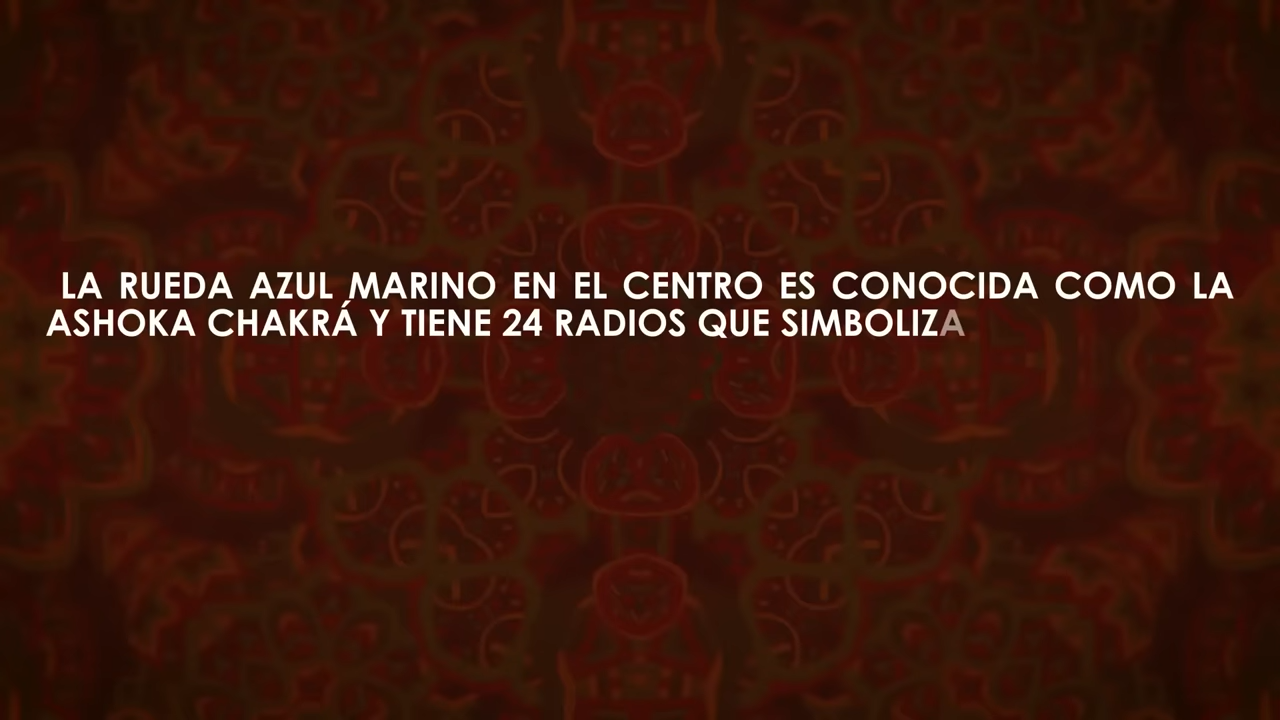 LA RUEDA AZUL MARINO EN EL CENTRO ES CONOCIDA COMO LA
ASHOKA CHAKRÁ Y TIENE 24 RADIOS QUE SIMBOLIZA